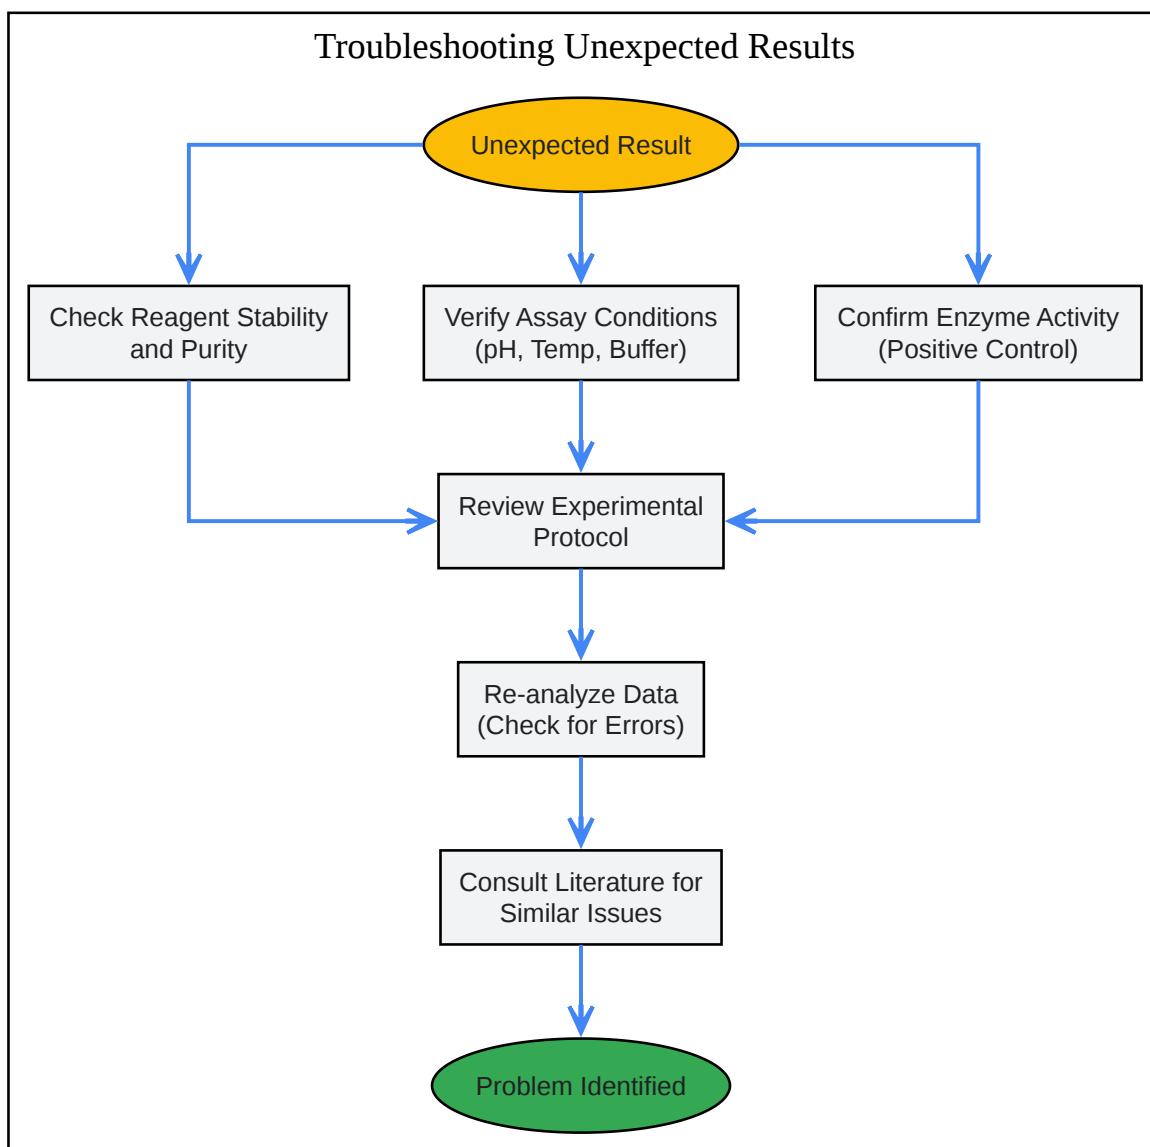 Troubleshooting Unexpected Results
Unexpected Result
Check Reagent Stability
and Purity
Verify Assay Conditions
(pH, Temp, Buffer)
Confirm Enzyme Activity
(Positive Control)
Review Experimental
Protocol
Re-analyze Data
(Check for Errors)
Consult Literature for
Similar Issues
Problem Identified